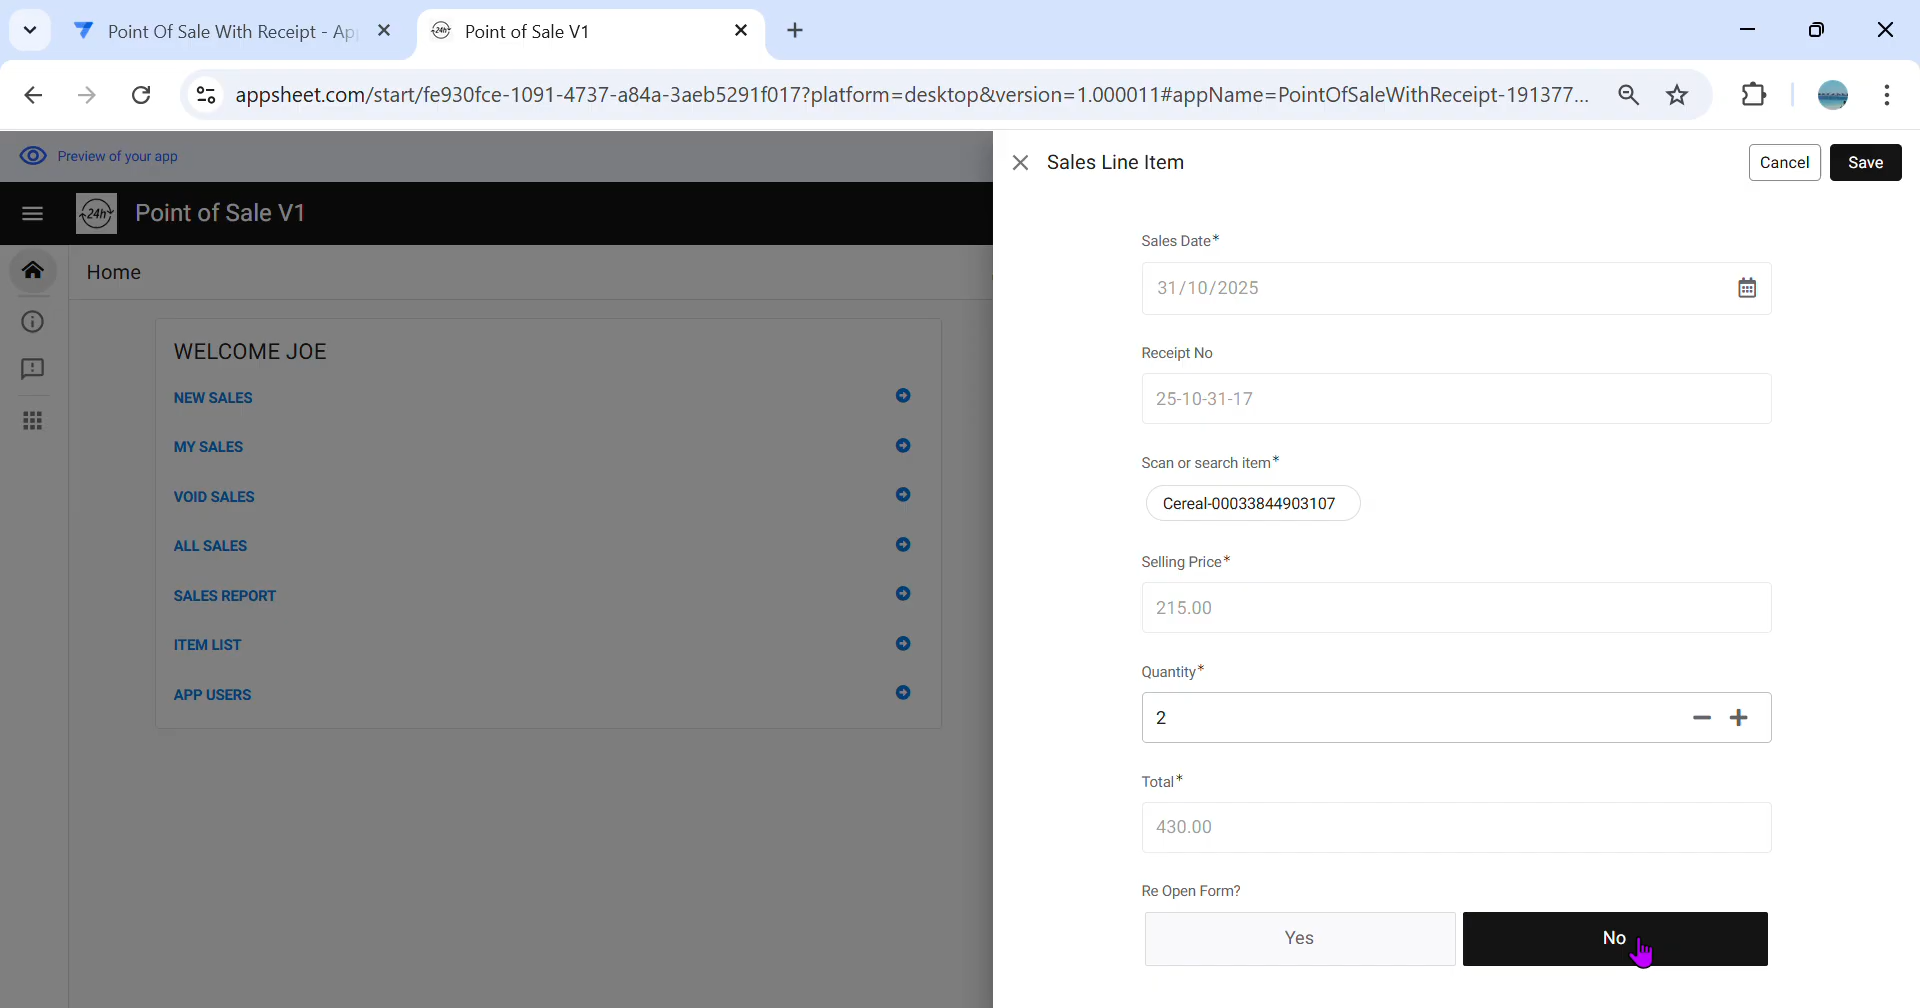 Point Of Sale With Receipt - Ap
Point of Sale V1
appsheet.com/start/fe930fce-1091-4737-a84a-3aeb5291f017?platform=desktop&version=1.000011#appName=PointOfSaleWithReceipt-191377...
Preview of your app
24h
Point of Sale V1
Home
WELCOME JOE
NEW SALES
MY SALES
VOID SALES
ALL SALES
SALES REPORT
ITEM LIST
APP USERS
Sales Line Item
Cancel
Save
Sales Date*
31/10/2025
Receipt No
25-10-31-17
Scan or search item*
Cereal-00033844903107
Selling Price*
215.00
Quantity*
2
Total*
430.00
Re Open Form?
Yes
No